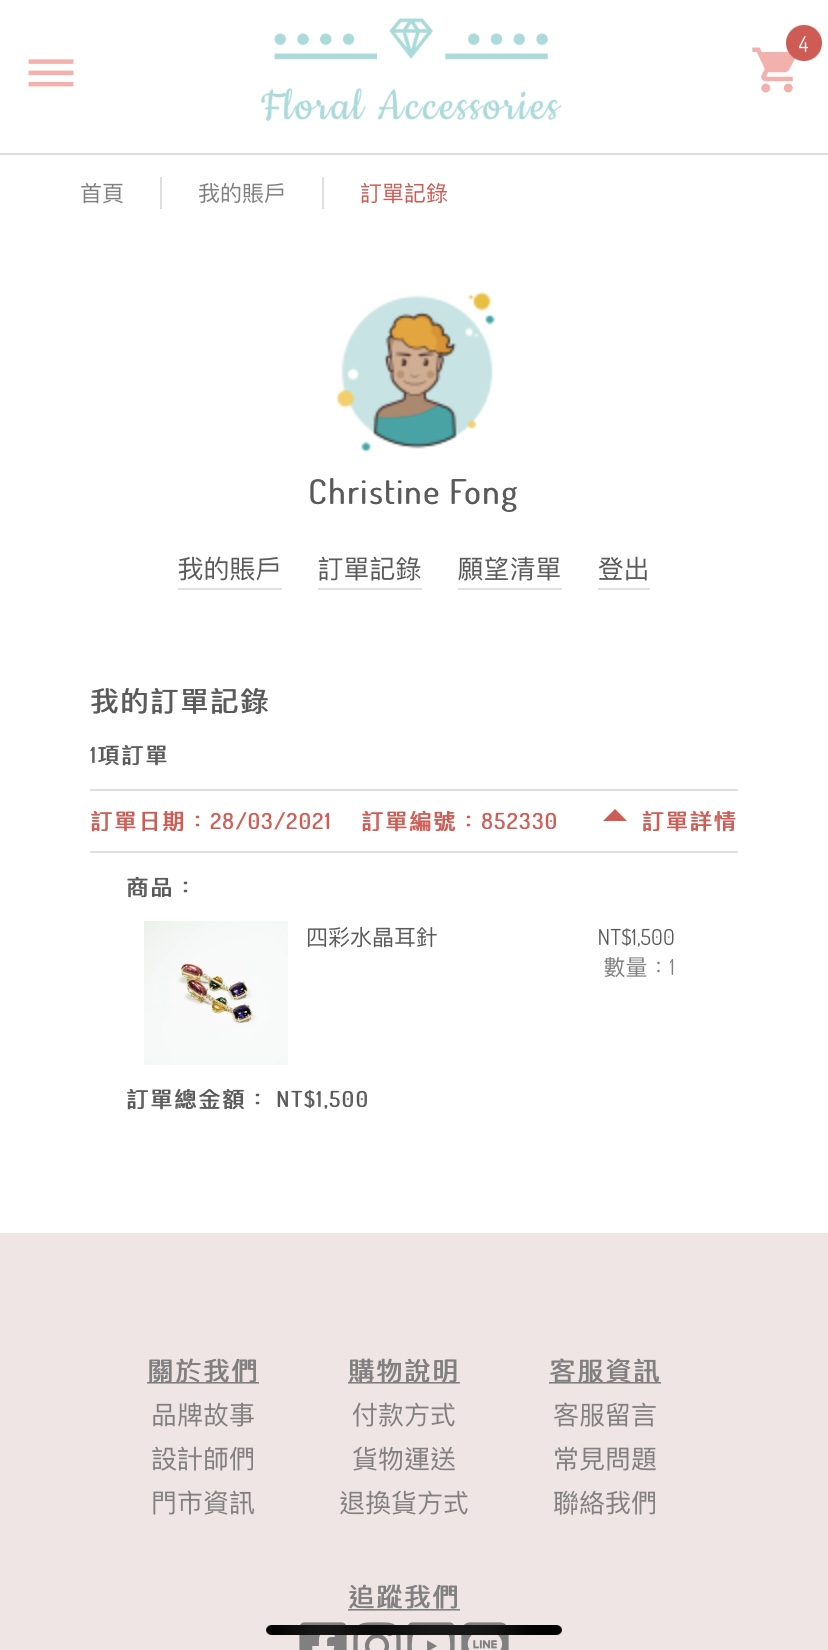 4
Floral Accessories
首頁 我的賬戶 訂單記錄
Christine Fong
我的賬戶 訂單記錄 願望清單 登出
我的訂單記錄
1項訂單
訂單日期：28/03/2021 訂單編號：852330 訂單詳情
商品：
四彩水晶耳針 NT$1,500
數量：1
訂單總金額： NT$1,500
關於我們 購物說明 客服資訊
品牌故事 付款方式 客服留言
設計師們 貨物運送 常見問題
門市資訊 退換貨方式 聯絡我們
追蹤我們
LINE